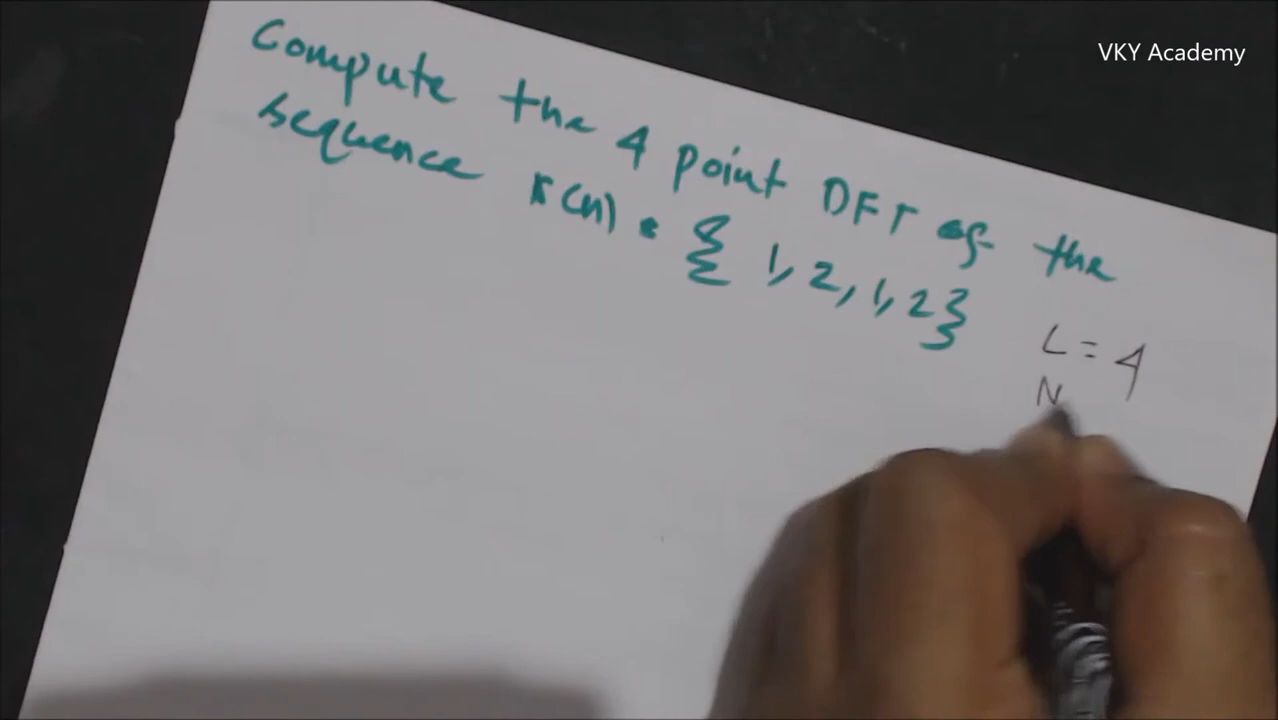 VKY Academy
Compute the 4 point DFT of the
sequence x(n) = { 1, 2, 1, 2 }
L = 4
N